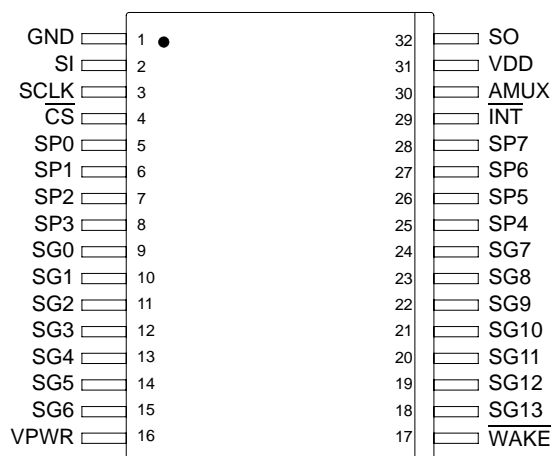 GND 1 32 SO
SI 2 31 VDD
SCLK 3 30 AMUX
CS 4 29 INT
SP0 5 28 SP7
SP1 6 27 SP6
SP2 7 26 SP5
SP3 8 25 SP4
SG0 9 24 SG7
SG1 10 23 SG8
SG2 11 22 SG9
SG3 12 21 SG10
SG4 13 20 SG11
SG5 14 19 SG12
SG6 15 18 SG13
VPWR 16 17 WAKE